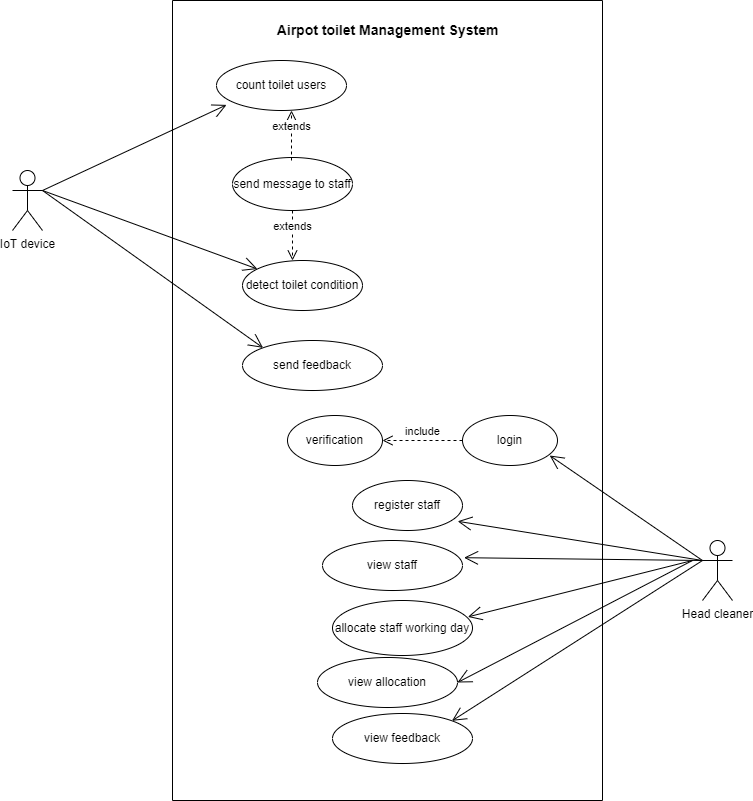 Airpot toilet Management System
count toilet users
extends
send message to staff
extends
IoT device
detect toilet condition
send feedback
verification
include
login
register staff
view staff
Head cleaner
allocate staff working day
view allocation
view feedback